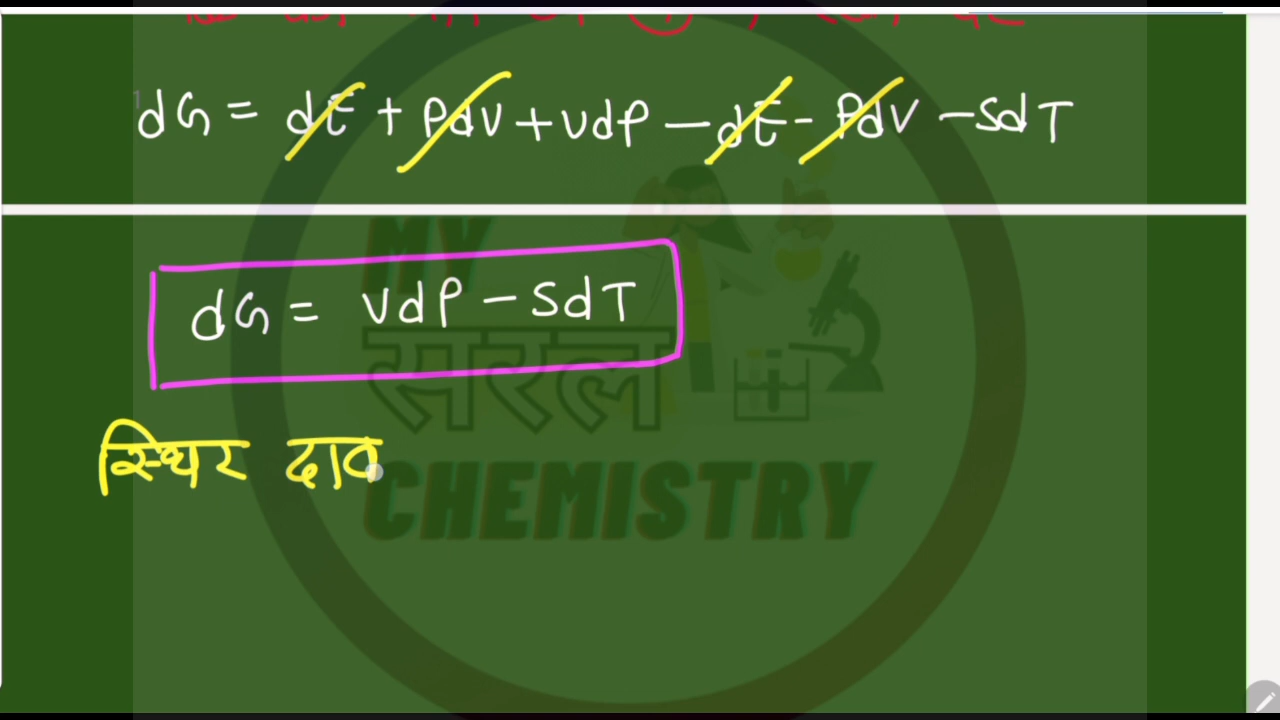 dG = dE + PdV + VdP - dE - PdV - SdT
dG = VdP - SdT
स्थिर दाब
MY
सरल
CHEMISTRY